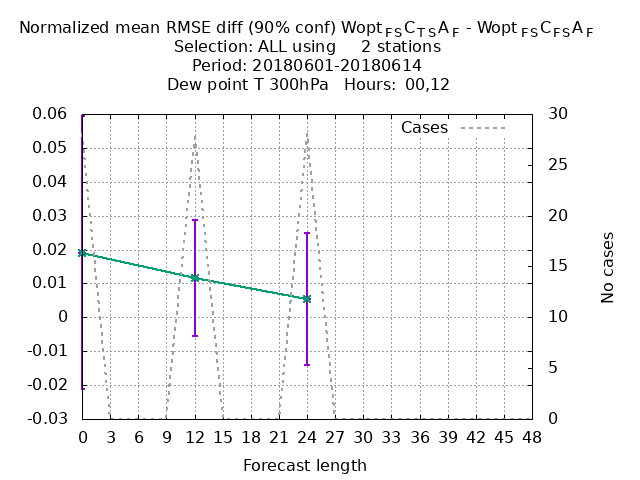 Normalized mean RMSE diff (90% conf) Wopt FS C TS A F - Wopt FS C FS A F
Selection: ALL using 2 stations
Period: 20180601-20180614
Dew point T 300hPa Hours: 00,12
Cases
0.06
0.05
0.04
0.03
0.02
0.01
0
-0.01
-0.02
-0.03
30
25
20
15
10
5
0
No cases
0 3 6 9 12 15 18 21 24 27 30 33 36 39 42 45 48
Forecast length